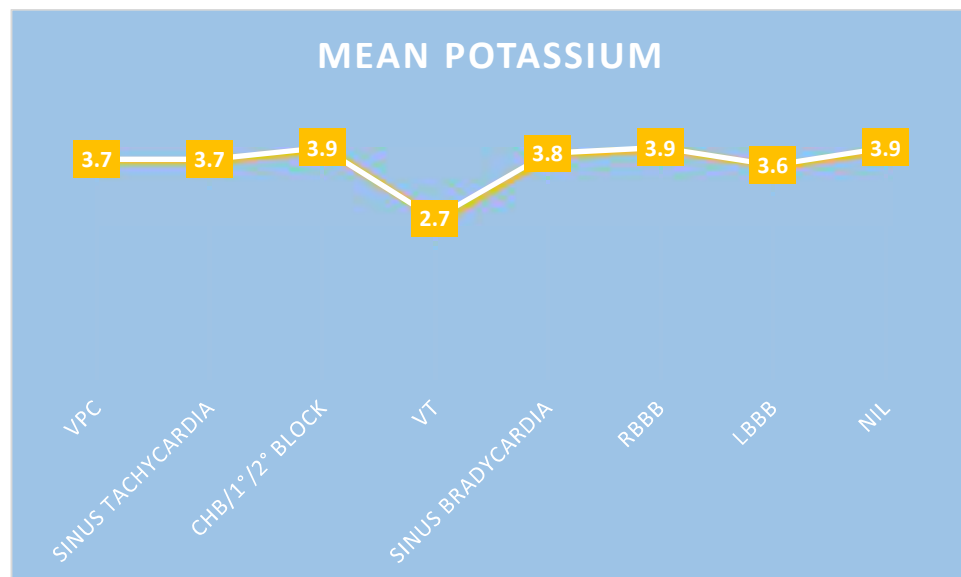 MEAN POTASSIUM
3.7
3.7
3.9
2.7
3.8
3.9
3.6
3.9
VPC
SINUS TACHYCARDIA
CHB/1°/2° BLOCK
VT
SINUS BRADYCARDIA
RBBB
LBBB
NIL